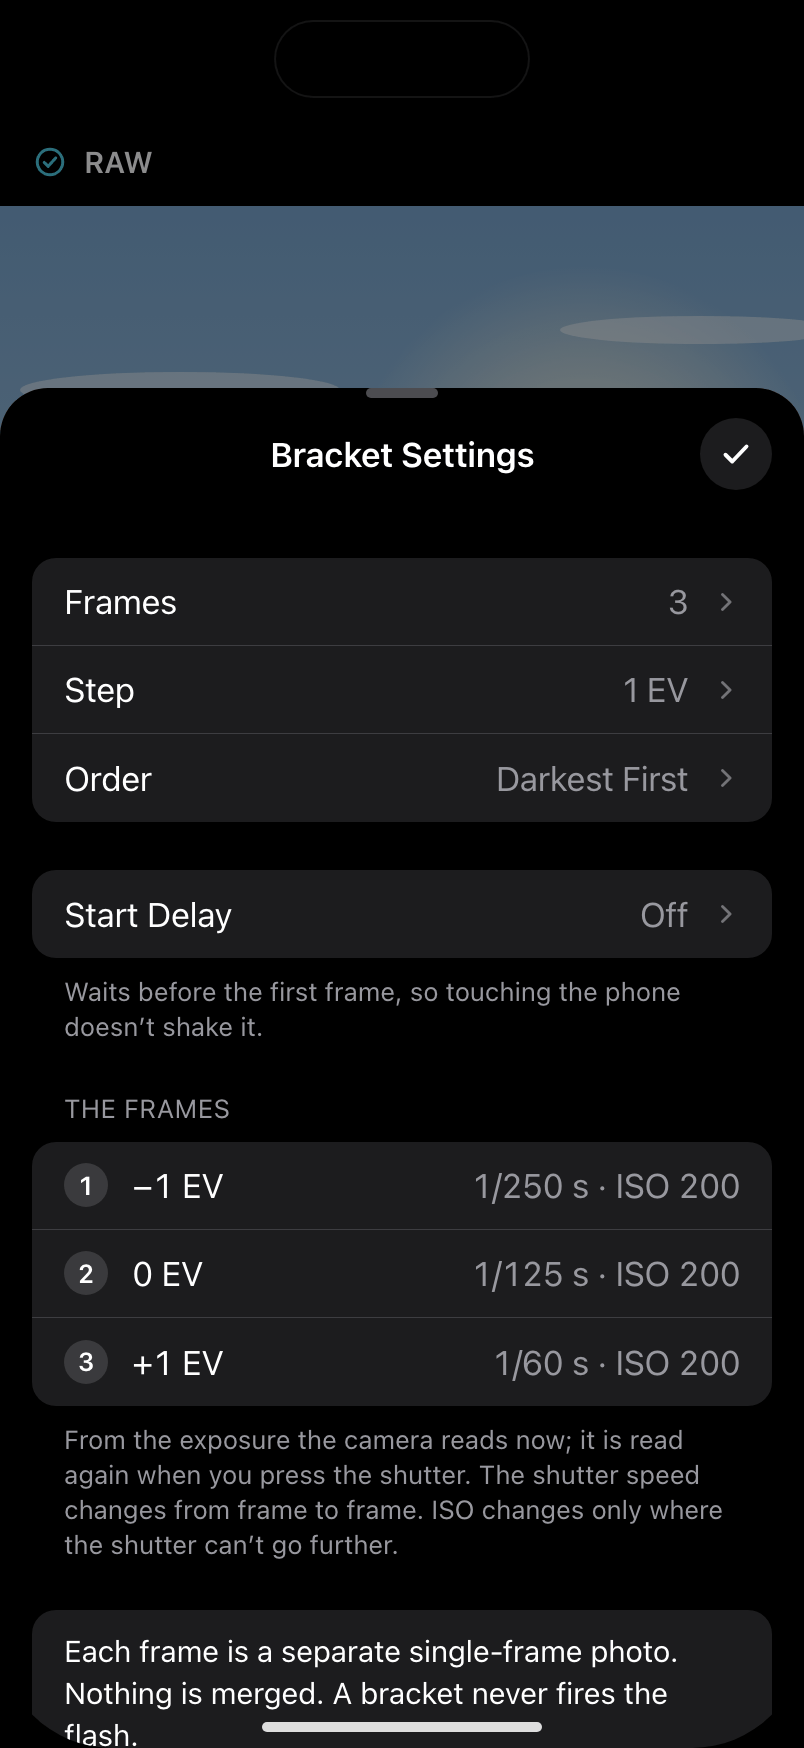 RAW
Bracket Settings
Frames 3
Step 1 EV
Order Darkest First
Start Delay Off
Waits before the first frame, so touching the phone
doesn’t shake it.
THE FRAMES
1 −1 EV 1/250 s · ISO 200
2 0 EV 1/125 s · ISO 200
3 +1 EV 1/60 s · ISO 200
From the exposure the camera reads now; it is read
again when you press the shutter. The shutter speed
changes from frame to frame. ISO changes only where
the shutter can’t go further.
Each frame is a separate single-frame photo.
Nothing is merged. A bracket never fires the
flash.